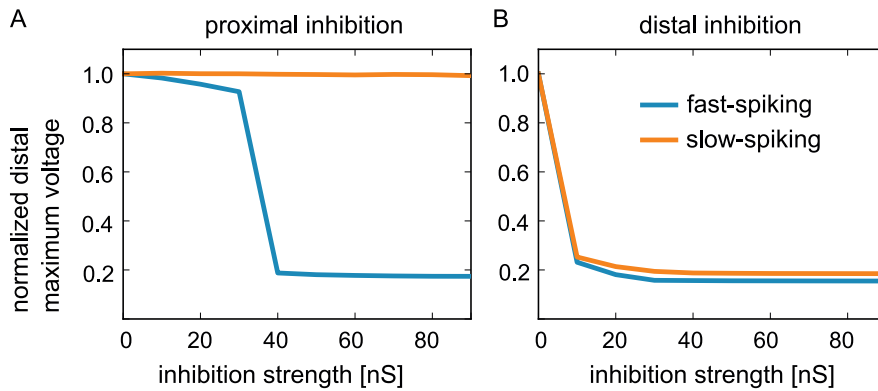 A
proximal inhibition
B
distal inhibition
normalized distal
maximum voltage
1.0
0.8
0.6
0.4
0.2
0
20
40
60
80
inhibition strength [nS]
1.0
0.8
0.6
0.4
0.2
fast-spiking
slow-spiking
0
20
40
60
80
inhibition strength [nS]